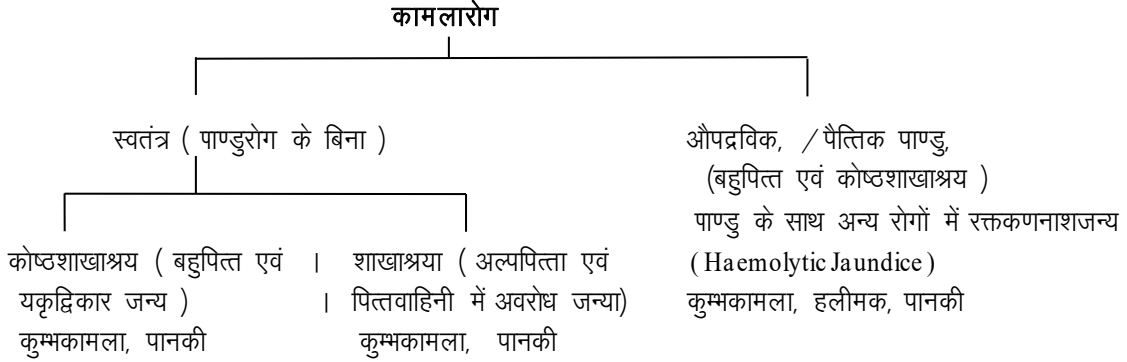 कामलारोग
स्वतंत्र ( पाण्डुरोग के बिना )
औपद्रविक, / पैत्तिक पाण्डु,
(बहुपित्त एवं कोष्ठशाखाश्रय )
पाण्डु के साथ अन्य रोगों में रक्तकणनाशजन्य
( Haemolytic Jaundice )
कुम्भकामला, हलीमक, पानकी
कोष्ठशाखाश्रय ( बहुपित्त एवं
यकृद्विकार जन्य )
कुम्भकामला, पानकी
। शाखाश्रया ( अल्पपित्ता एवं
। पित्तवाहिनी में अवरोध जन्या)
कुम्भकामला, पानकी